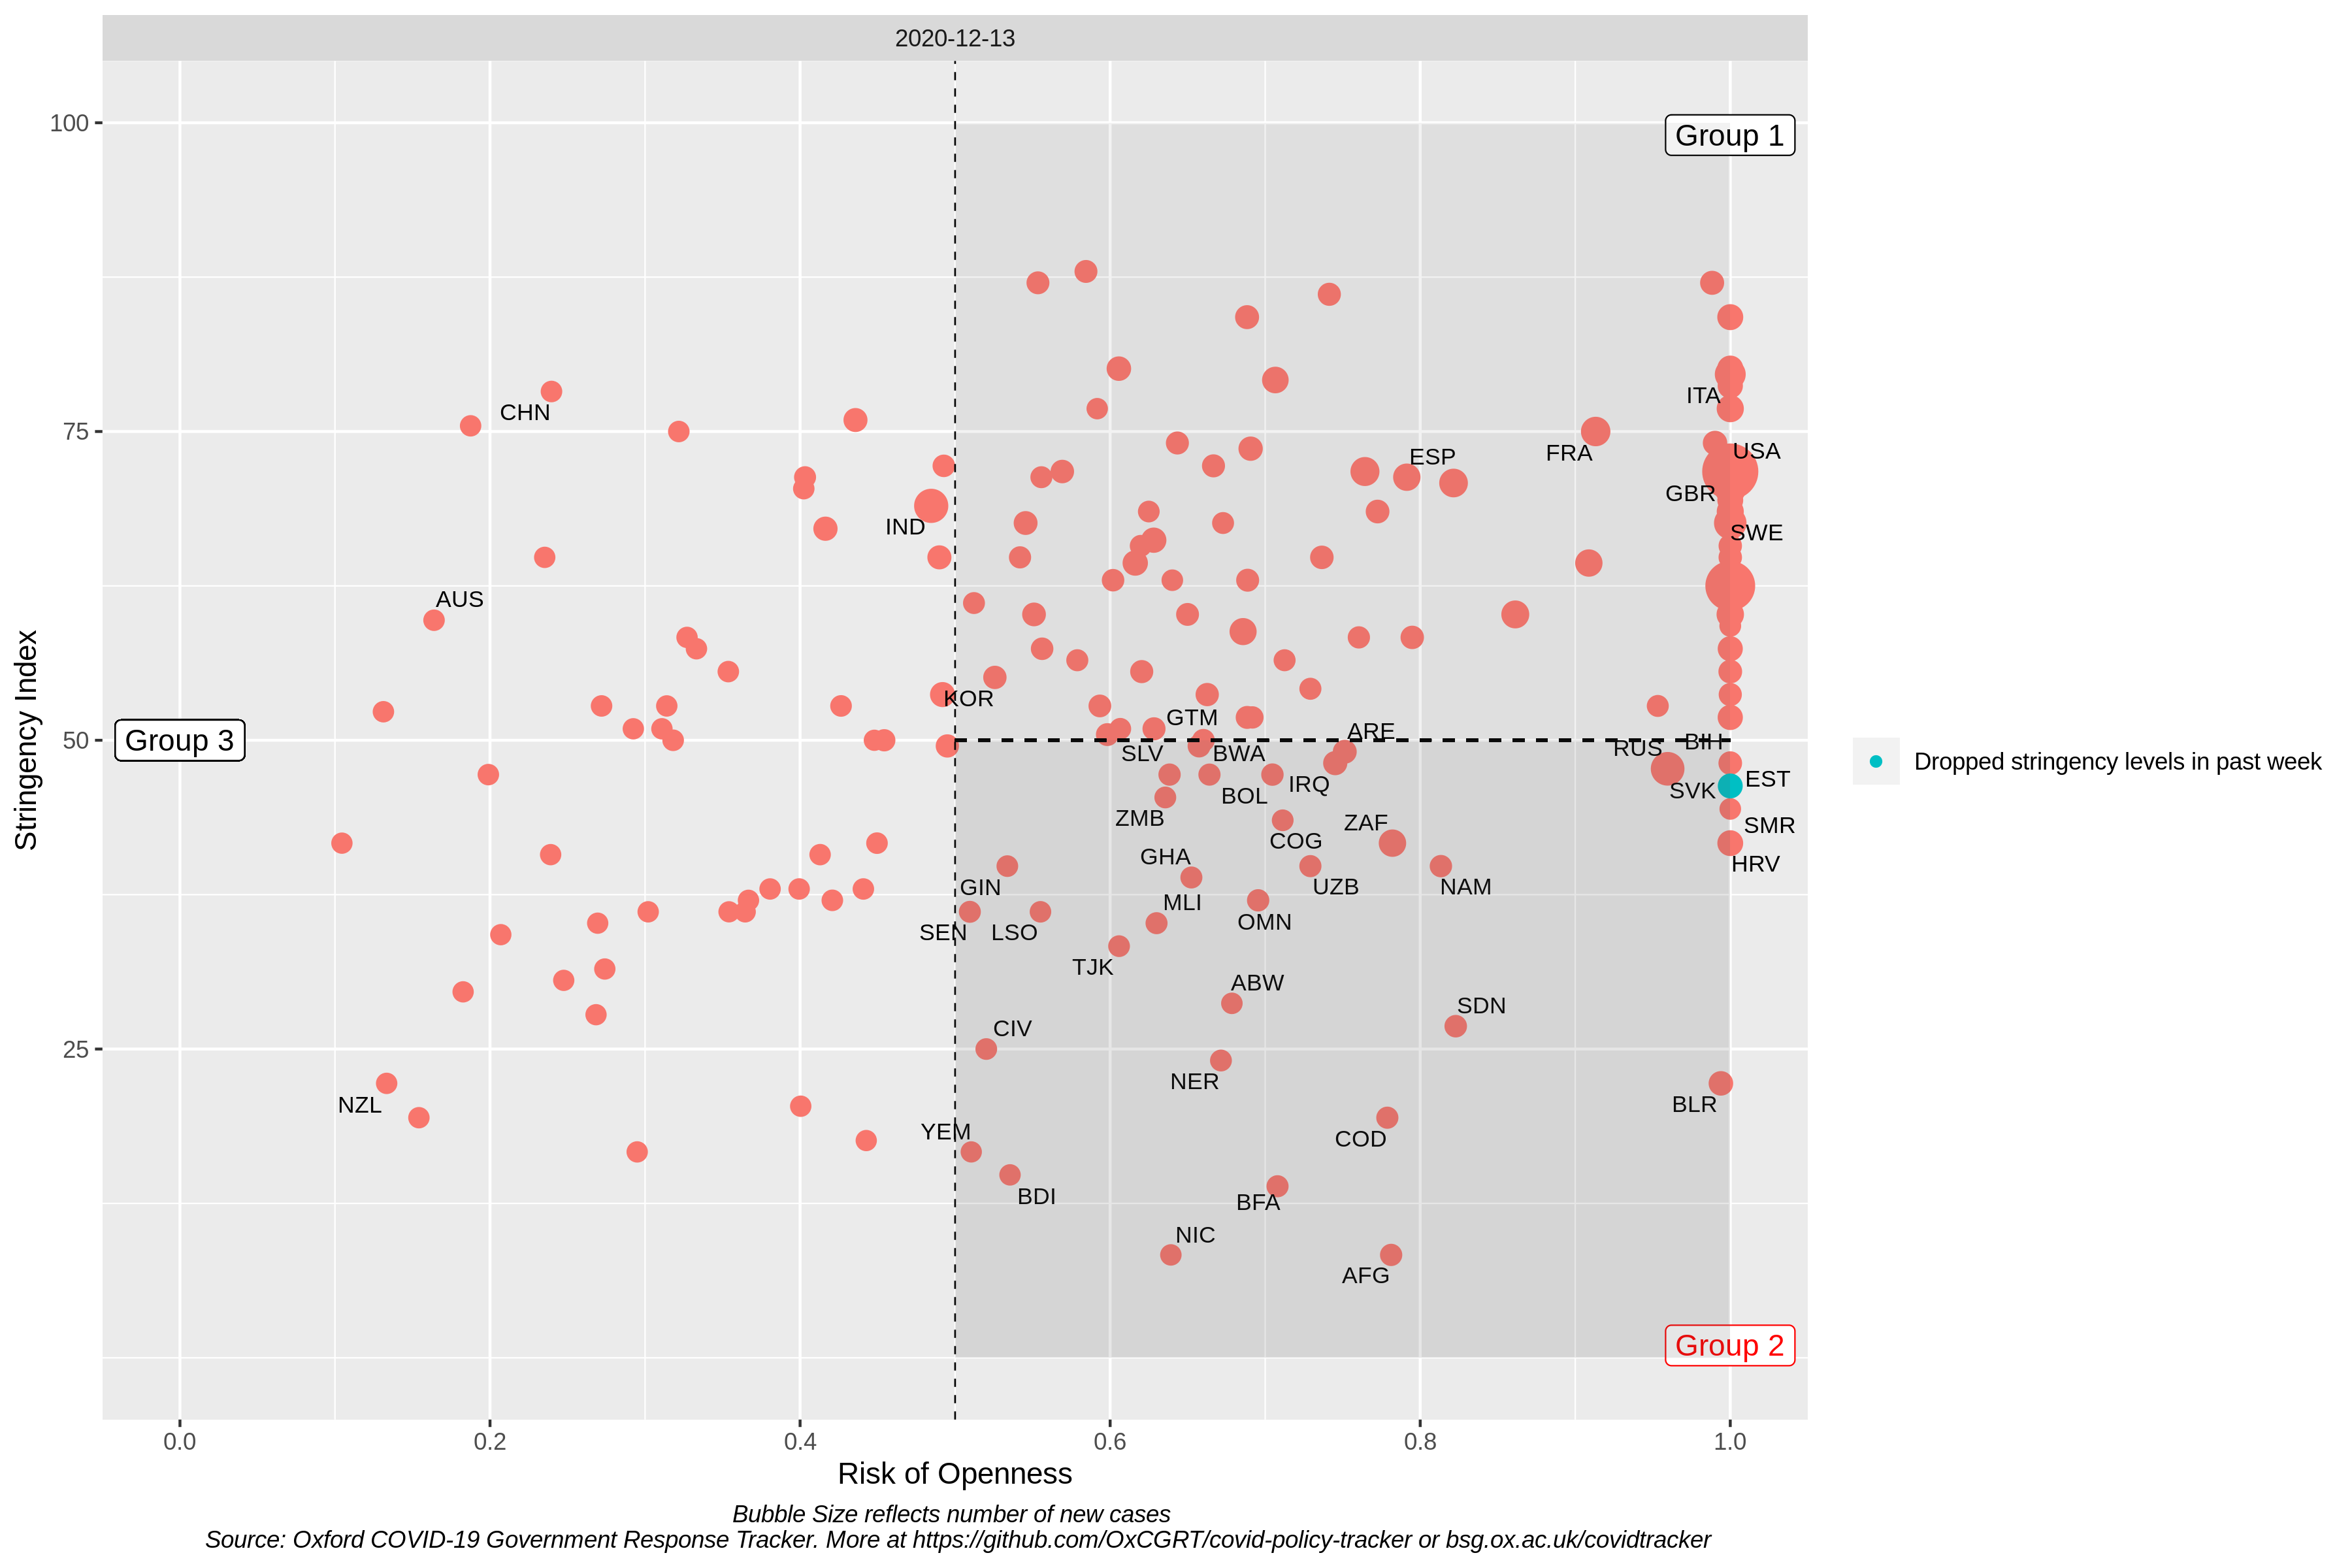 2020-12-13
100
Group 1
CHN
ITA
75
FRA
ESP
USA
GBR
IND
SWE
AUS
KOR
GTM
ARE
50
Group 3
SLV
BWA
RUS
BIH
Dropped stringency levels in past week
IRQ
EST
BOL
SVK
ZMB
ZAF
SMR
COG
GHA
HRV
GIN
UZB
NAM
MLI
SEN
LSO
OMN
TJK
ABW
SDN
CIV
25
NER
NZL
BLR
YEM
COD
BDI
BFA
NIC
AFG
Group 2
Stringency Index
0.0 0.2 0.4 0.6 0.8 1.0
Risk of Openness
Bubble Size reflects number of new cases
Source: Oxford COVID-19 Government Response Tracker. More at https://github.com/OxCGRT/covid-policy-tracker or bsg.ox.ac.uk/covidtracker